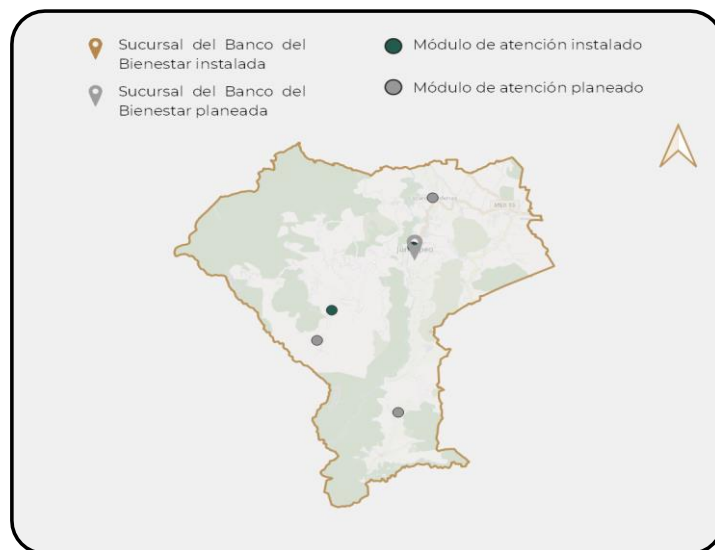 Sucursal del Banco del
Bienestar instalada
Sucursal del Banco del
Bienestar planeada
Módulo de atención instalado
Módulo de atención planeado